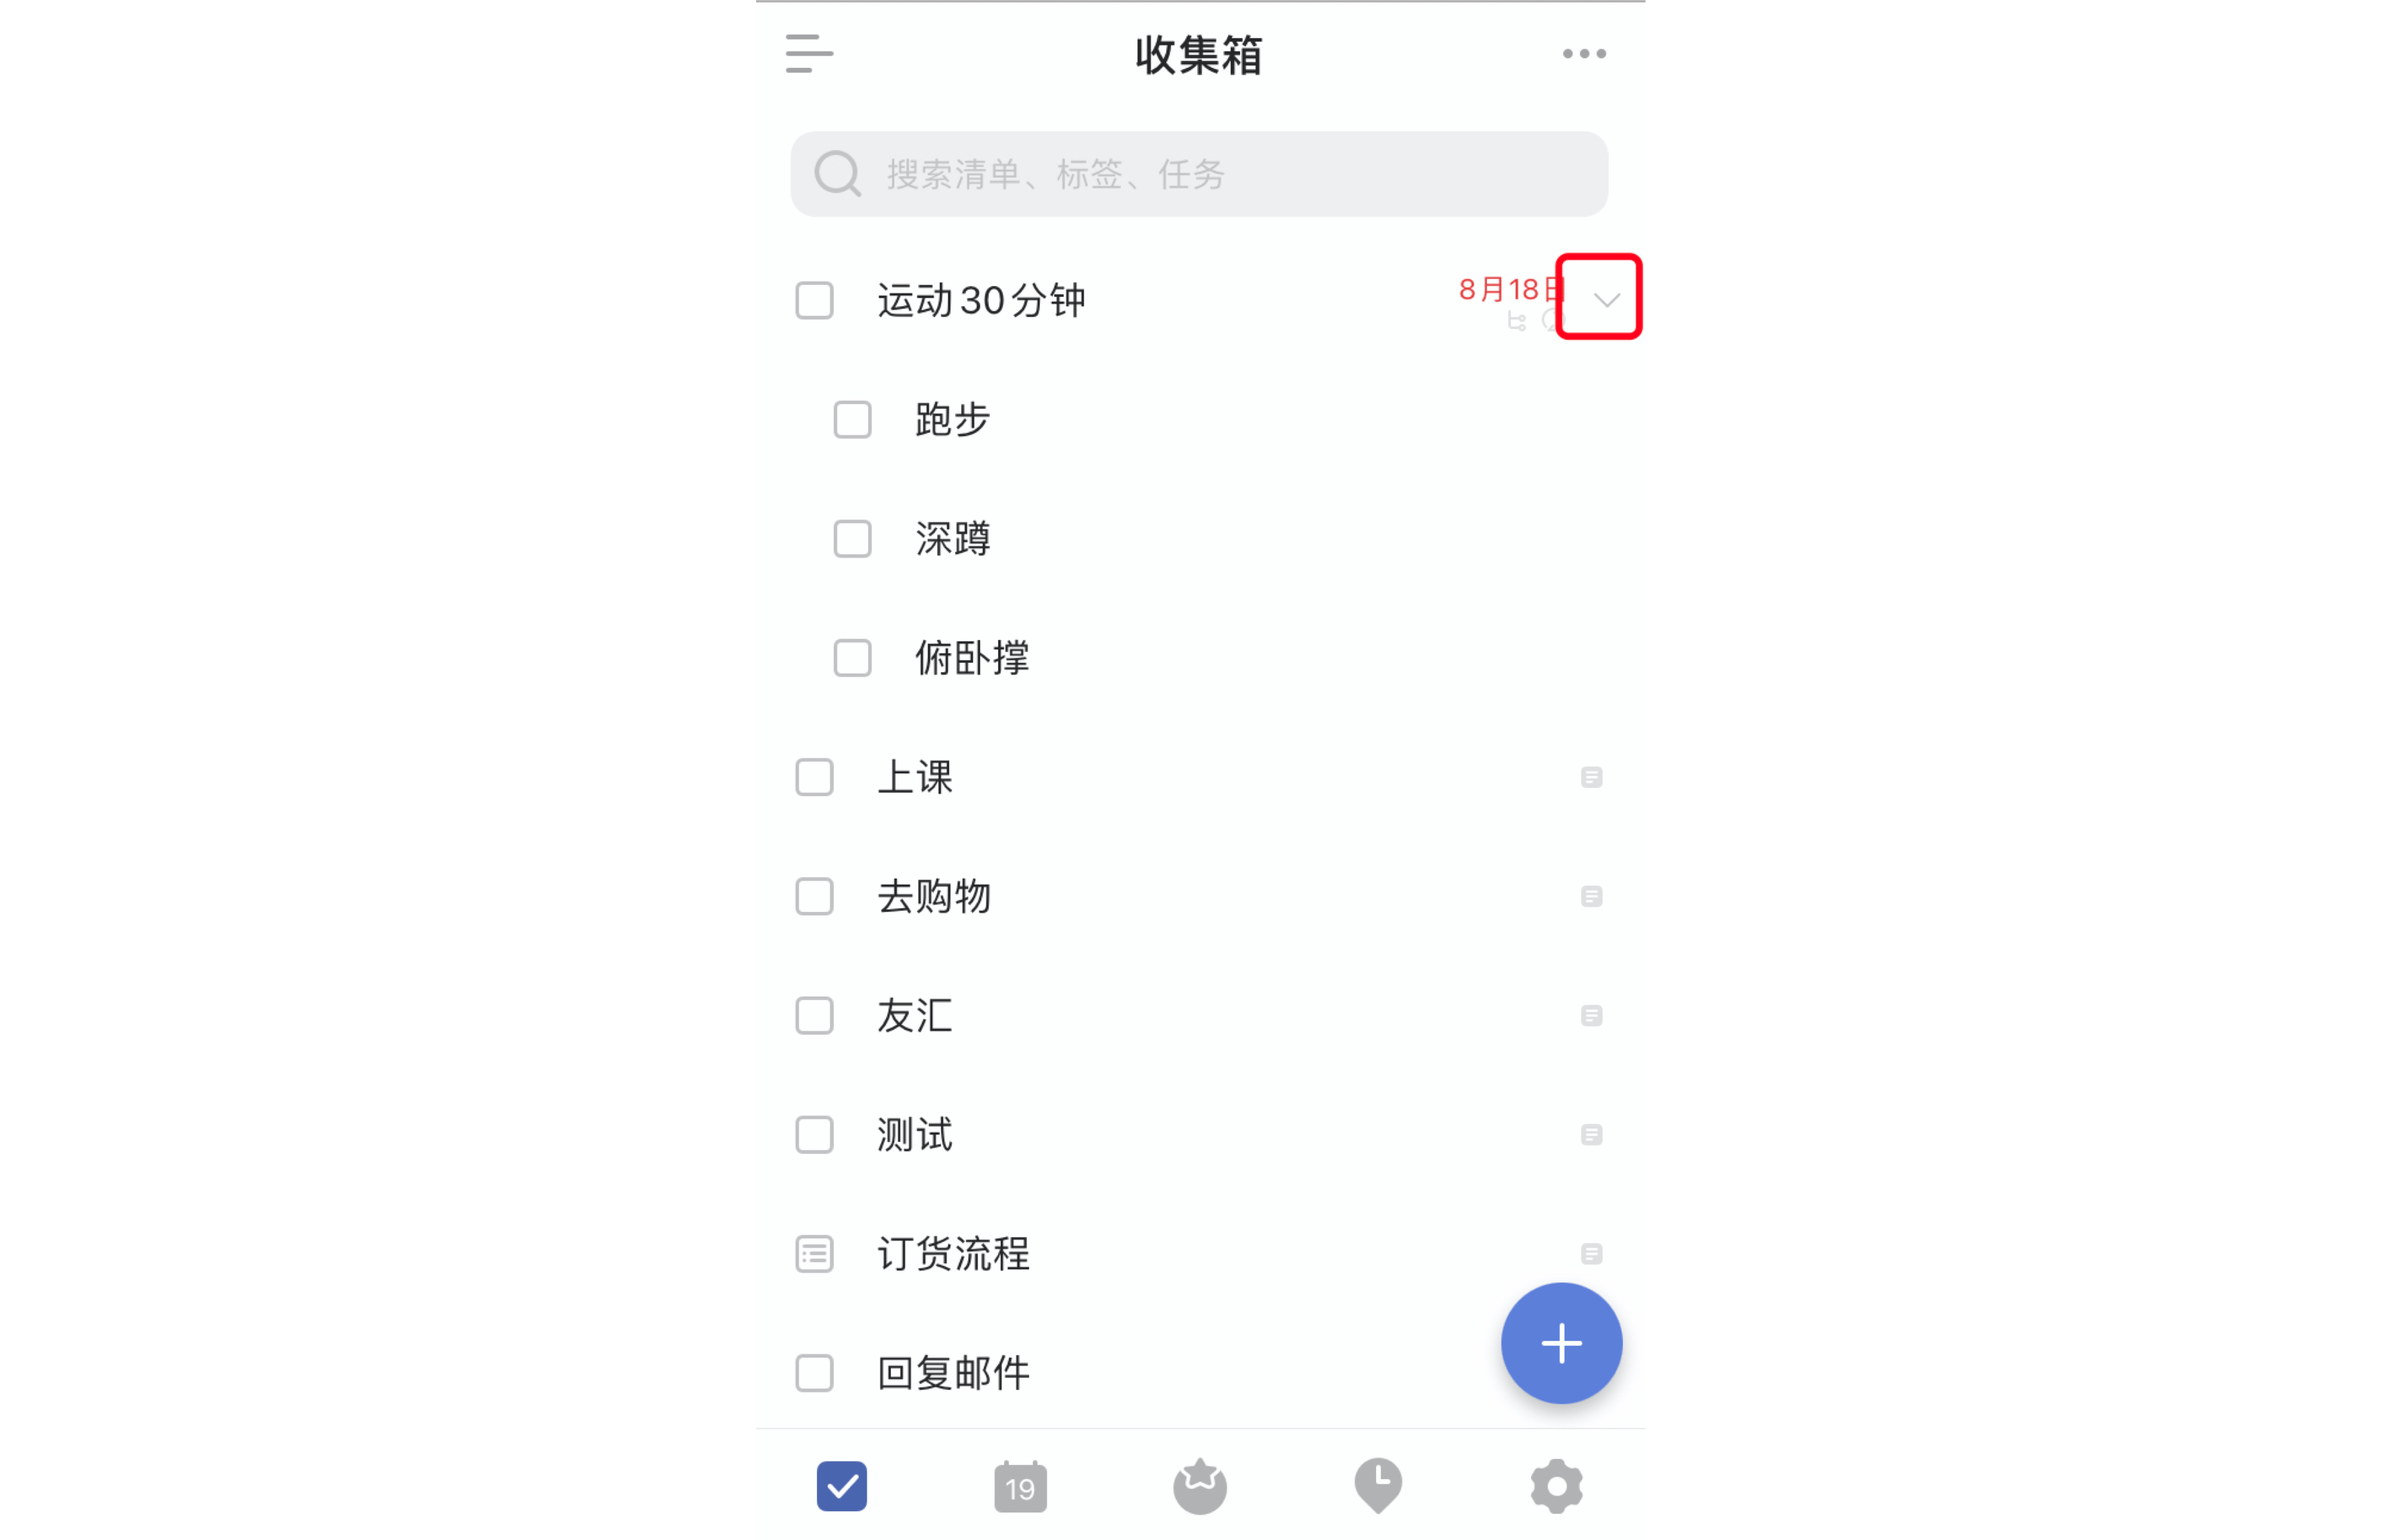 收集箱
搜索清单、标签、任务
运动30分钟
8月18日
跑步
深蹲
俯卧撑
上课
去购物
友汇
测试
订货流程
回复邮件
19